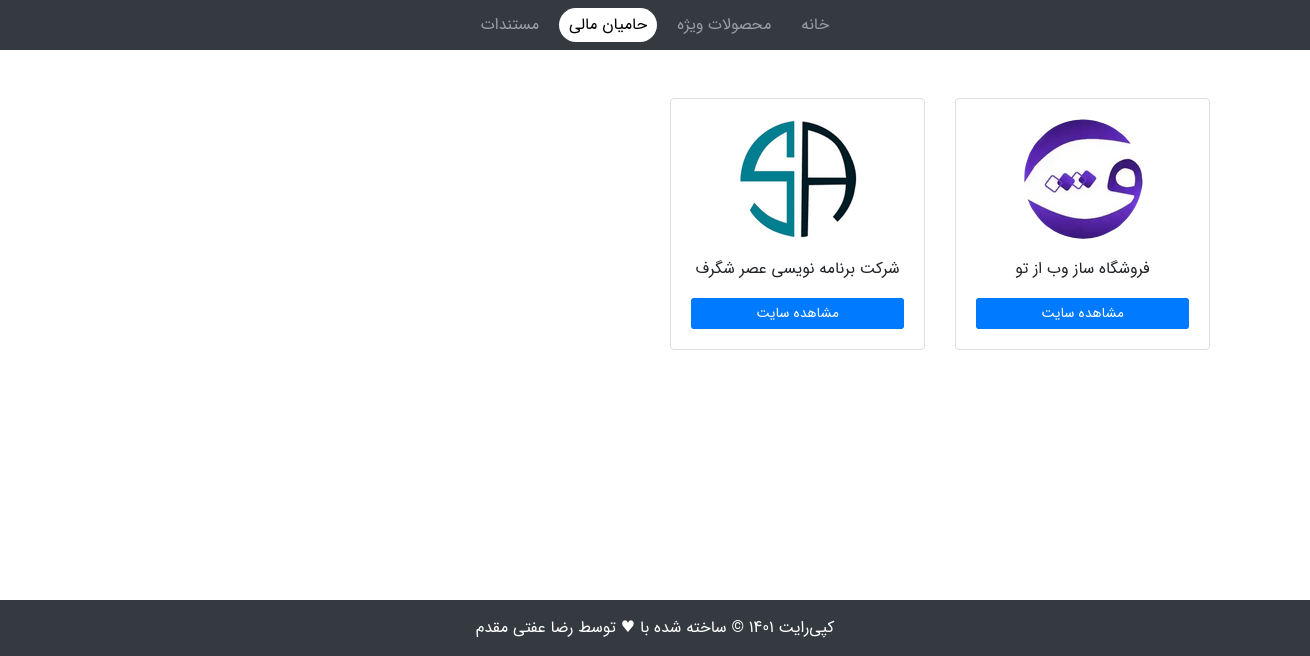 خانه
محصولات ویژه
حامیان مالی
مستندات
فروشگاه ساز وب از تو
مشاهده سایت
SA
شرکت برنامه نویسی عصر شگرف
مشاهده سایت
کپی‌رایت ۱۴۰۱ © ساخته شده با ♥ توسط رضا عفتی مقدم